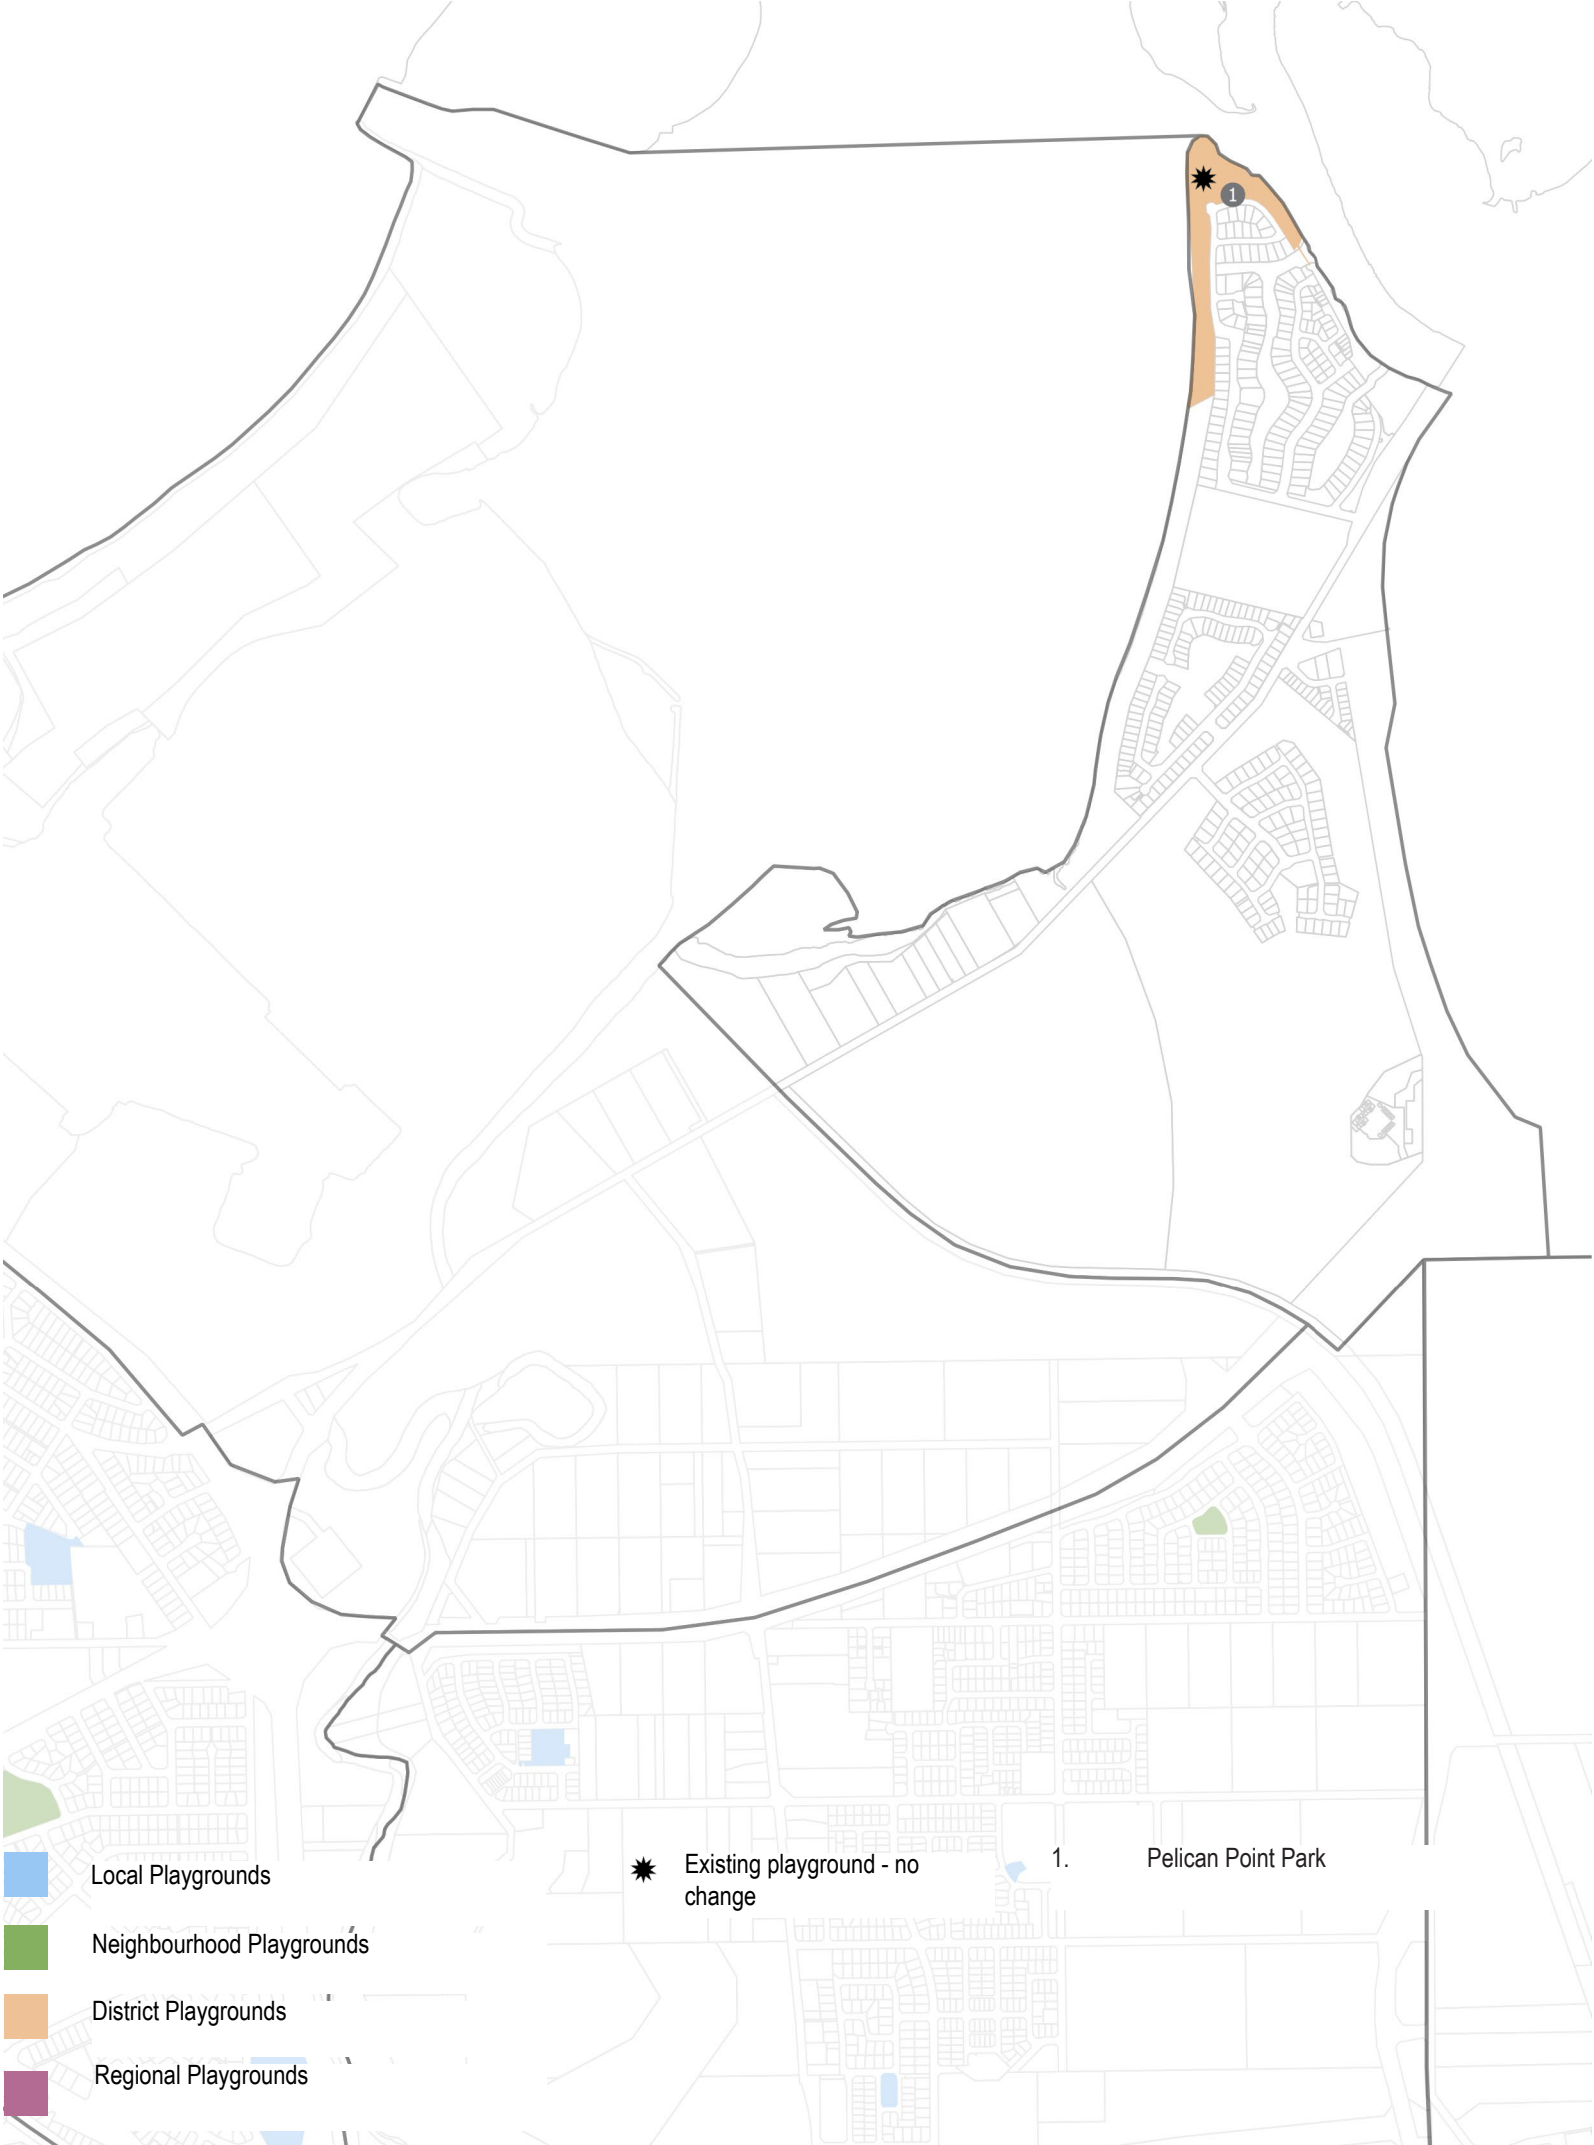 1
Local Playgrounds
Neighbourhood Playgrounds
District Playgrounds
Regional Playgrounds
Existing playground - no
change
1. Pelican Point Park